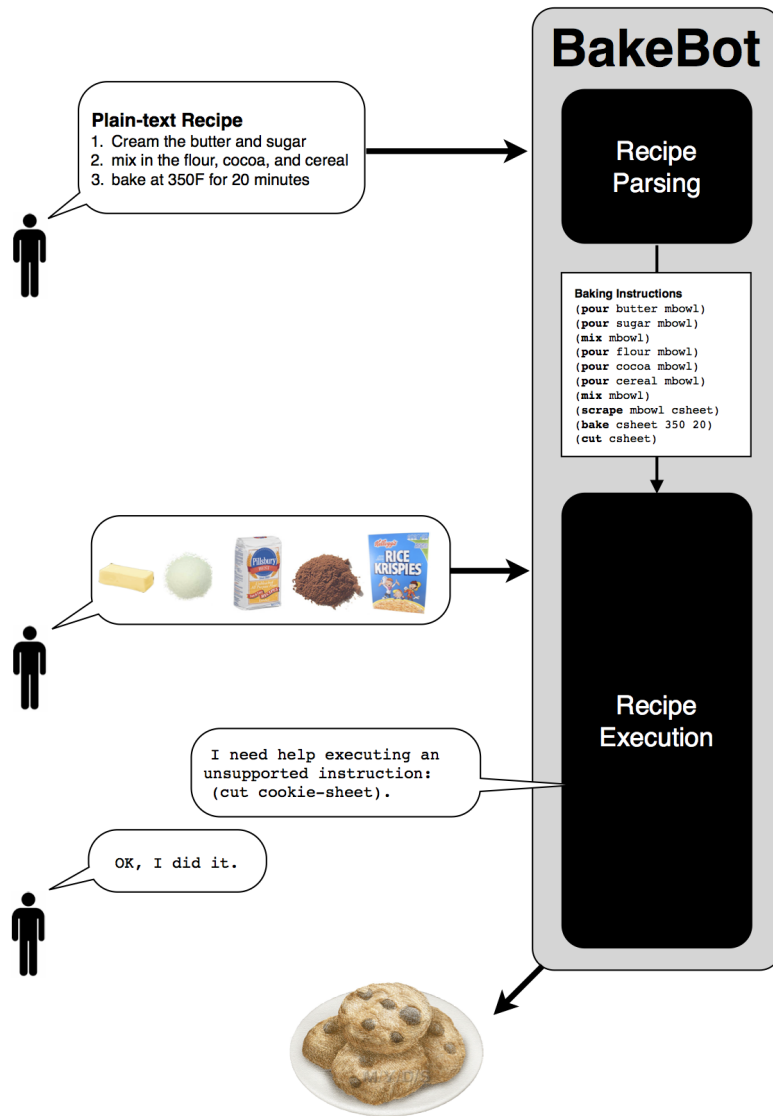 BakeBot
Plain-text Recipe
1. Cream the butter and sugar
2. mix in the flour, cocoa, and cereal
3. bake at 350F for 20 minutes
Recipe
Parsing
Baking Instructions
(pour butter mbowl)
(pour sugar mbowl)
(mix mbowl)
(pour flour mbowl)
(pour cocoa mbowl)
(pour cereal mbowl)
(mix mbowl)
(scrape mbowl csheet)
(bake csheet 350 20)
(cut csheet)
Pillsbury
Kellogg's
RICE
KRISPIES
Recipe
Execution
I need help executing an
unsupported instruction:
(cut cookie-sheet).
OK, I did it.